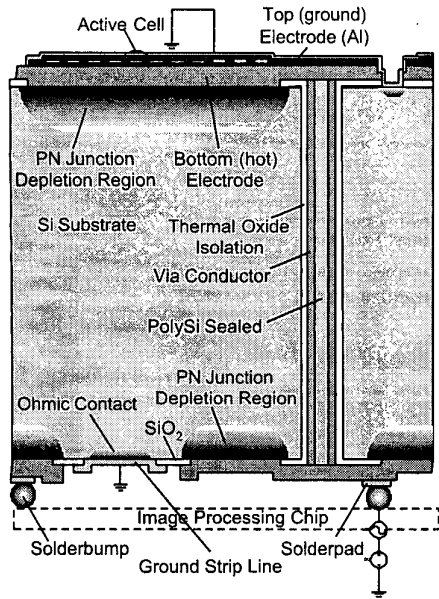 Active Cell
Top (ground)
Electrode (Al)
PN Junction
Depletion Region
Bottom (hot)
Electrode
Si Substrate
Thermal Oxide
Isolation
Via Conductor
PolySi Sealed
PN Junction
Depletion Region
Ohmic Contact
SiO₂
Image Processing Chip
Solderbump
Solderpad
Ground Strip Line